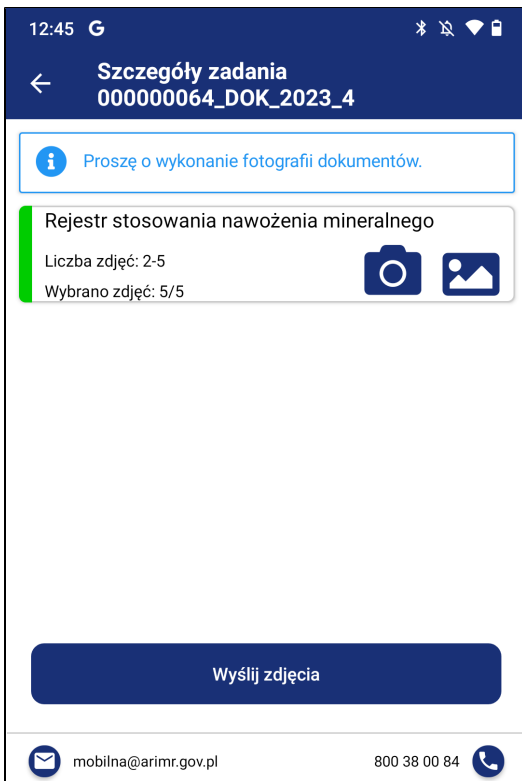 12:45 G
Szczegóły zadania
000000064_DOK_2023_4
Proszę o wykonanie fotografii dokumentów.
Rejestr stosowania nawożenia mineralnego
Liczba zdjęć: 2-5
Wybrano zdjęć: 5/5
Wyślij zdjęcia
mobilna@arimr.gov.pl 800 38 00 84